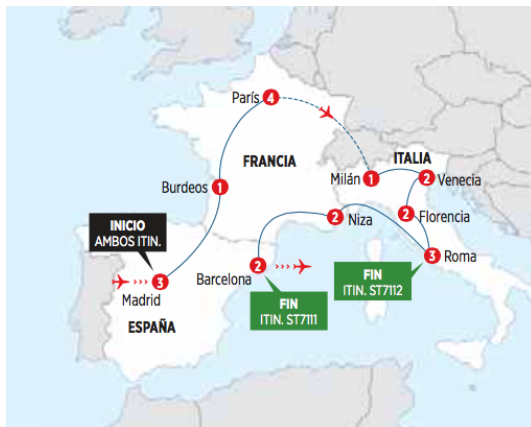 París
4
FRANCIA
ITALIA
Milán
1
2
Venecia
Burdeos
1
2
Florencia
2
Niza
INICIO
AMBOS ITIN.
3
Roma
Barcelona
2
3
Madrid
FIN
ITIN. ST7112
FIN
ITIN. ST7111
ESPAÑA